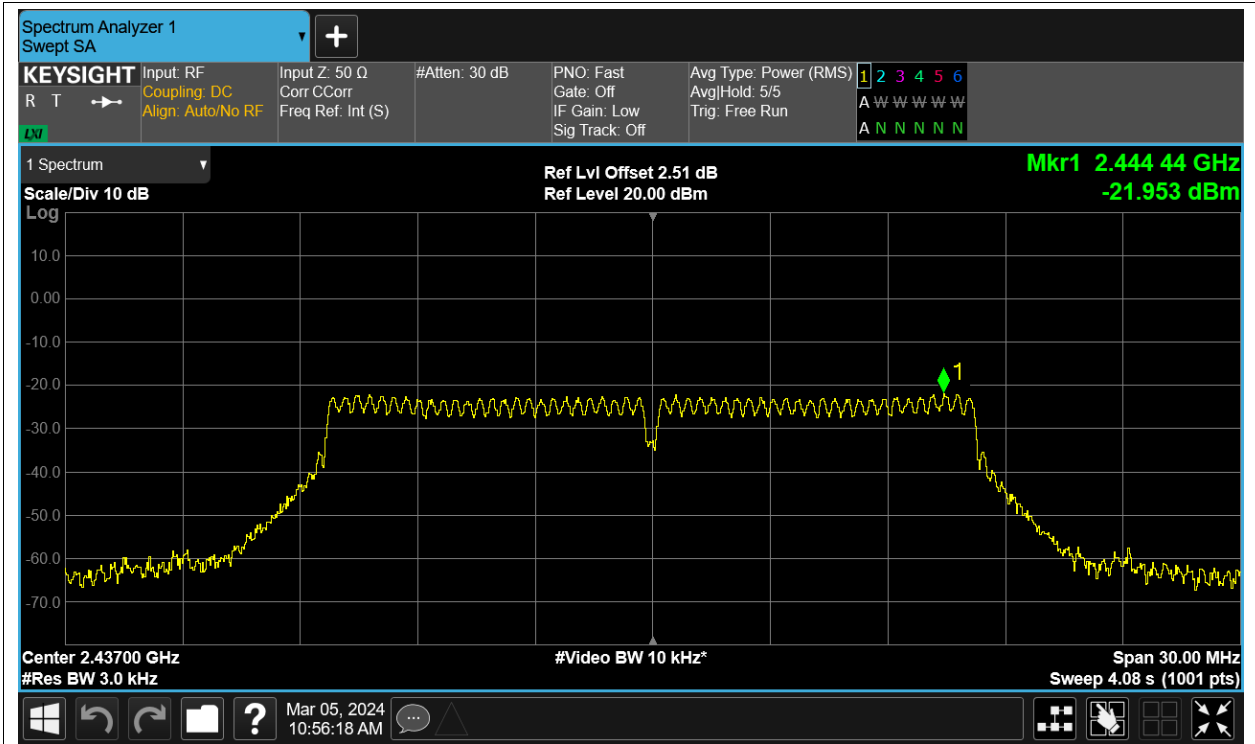 Spectrum Analyzer 1
Swept SA
KEYSIGHT
R T
LXI
Input: RF
Coupling: DC
Align: Auto/No RF
Input Z: 50 Ω
Corr CCorr
Freq Ref: Int (S)
#Atten: 30 dB
PNO: Fast
Gate: Off
IF Gain: Low
Sig Track: Off
Avg Type: Power (RMS)
Avg|Hold: 5/5
Trig: Free Run
1 2 3 4 5 6
A W W W W W
A N N N N N
1 Spectrum
Scale/Div 10 dB
Log
Ref Lvl Offset 2.51 dB
Ref Level 20.00 dBm
Mkr1 2.444 44 GHz
-21.953 dBm
10.0
0.00
-10.0
-20.0
-30.0
-40.0
-50.0
-60.0
-70.0
1
Center 2.43700 GHz
#Video BW 10 kHz*
Span 30.00 MHz
#Res BW 3.0 kHz
Sweep 4.08 s (1001 pts)
?
Mar 05, 2024
10:56:18 AM